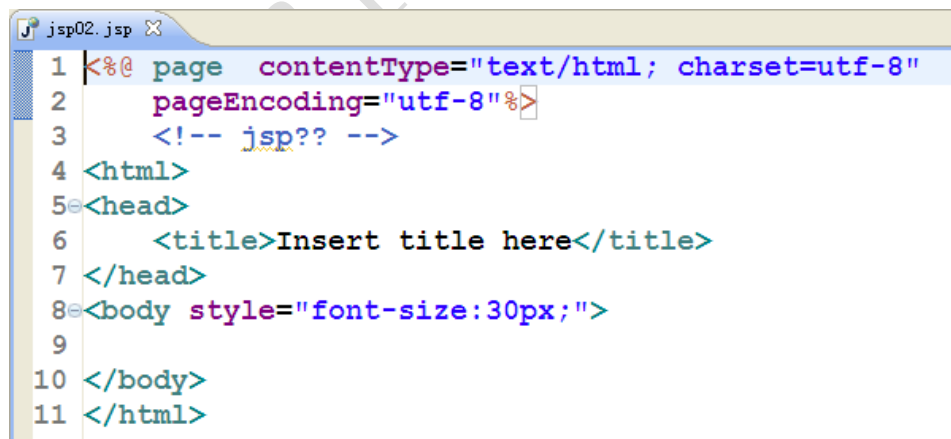 jsp02.jsp
1 <%@ page  contentType="text/html; charset=utf-8"
2     pageEncoding="utf-8"%>
3     <!-- jsp?? -->
4 <html>
5 <head>
6     <title>Insert title here</title>
7 </head>
8 <body style="font-size:30px;">
9
10 </body>
11 </html>